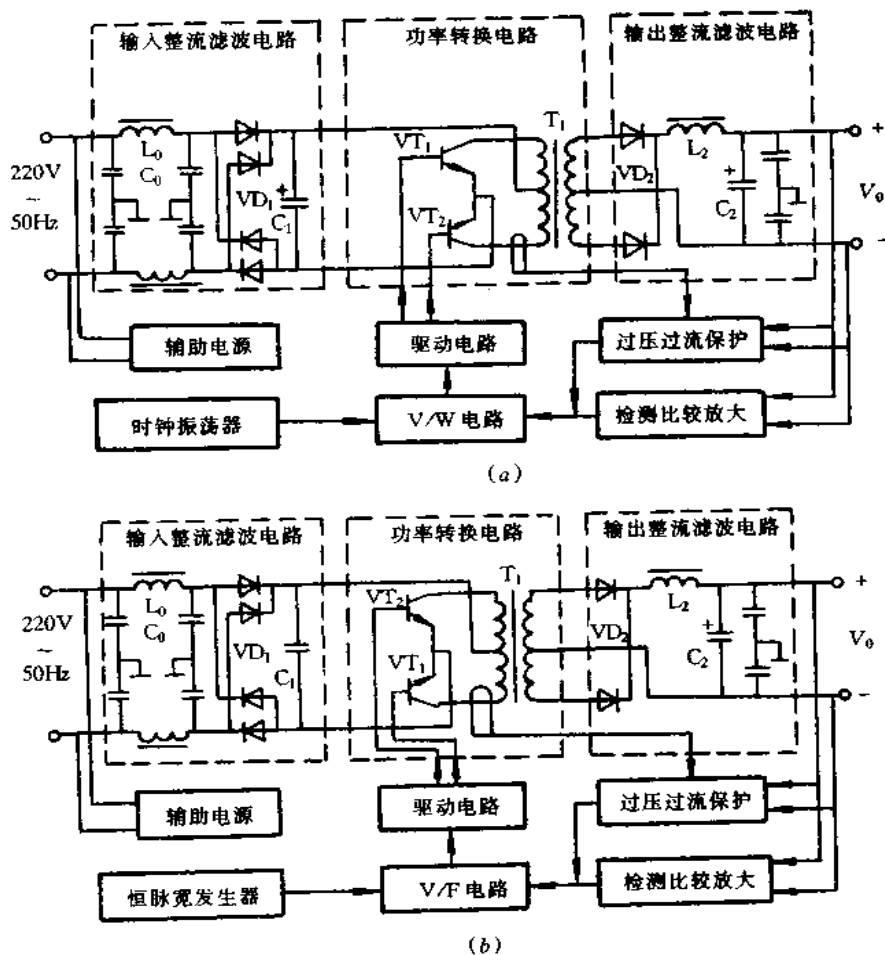 输入整流滤波电路
功率转换电路
输出整流滤波电路
T1
+
VT1
L0
C0
L2
220V
~
50Hz
VD1
+
C1
VT2
VD2
+
C2
V0
−
辅助电源
驱动电路
过压过流保护
时钟振荡器
V/W电路
检测比较放大
(a)
输入整流滤波电路
功率转换电路
输出整流滤波电路
T1
+
VT2
L0
C0
L2
220V
~
50Hz
VD1
C1
VT1
VD2
+
C2
V0
−
辅助电源
驱动电路
过压过流保护
恒脉宽发生器
V/F电路
检测比较放大
(b)